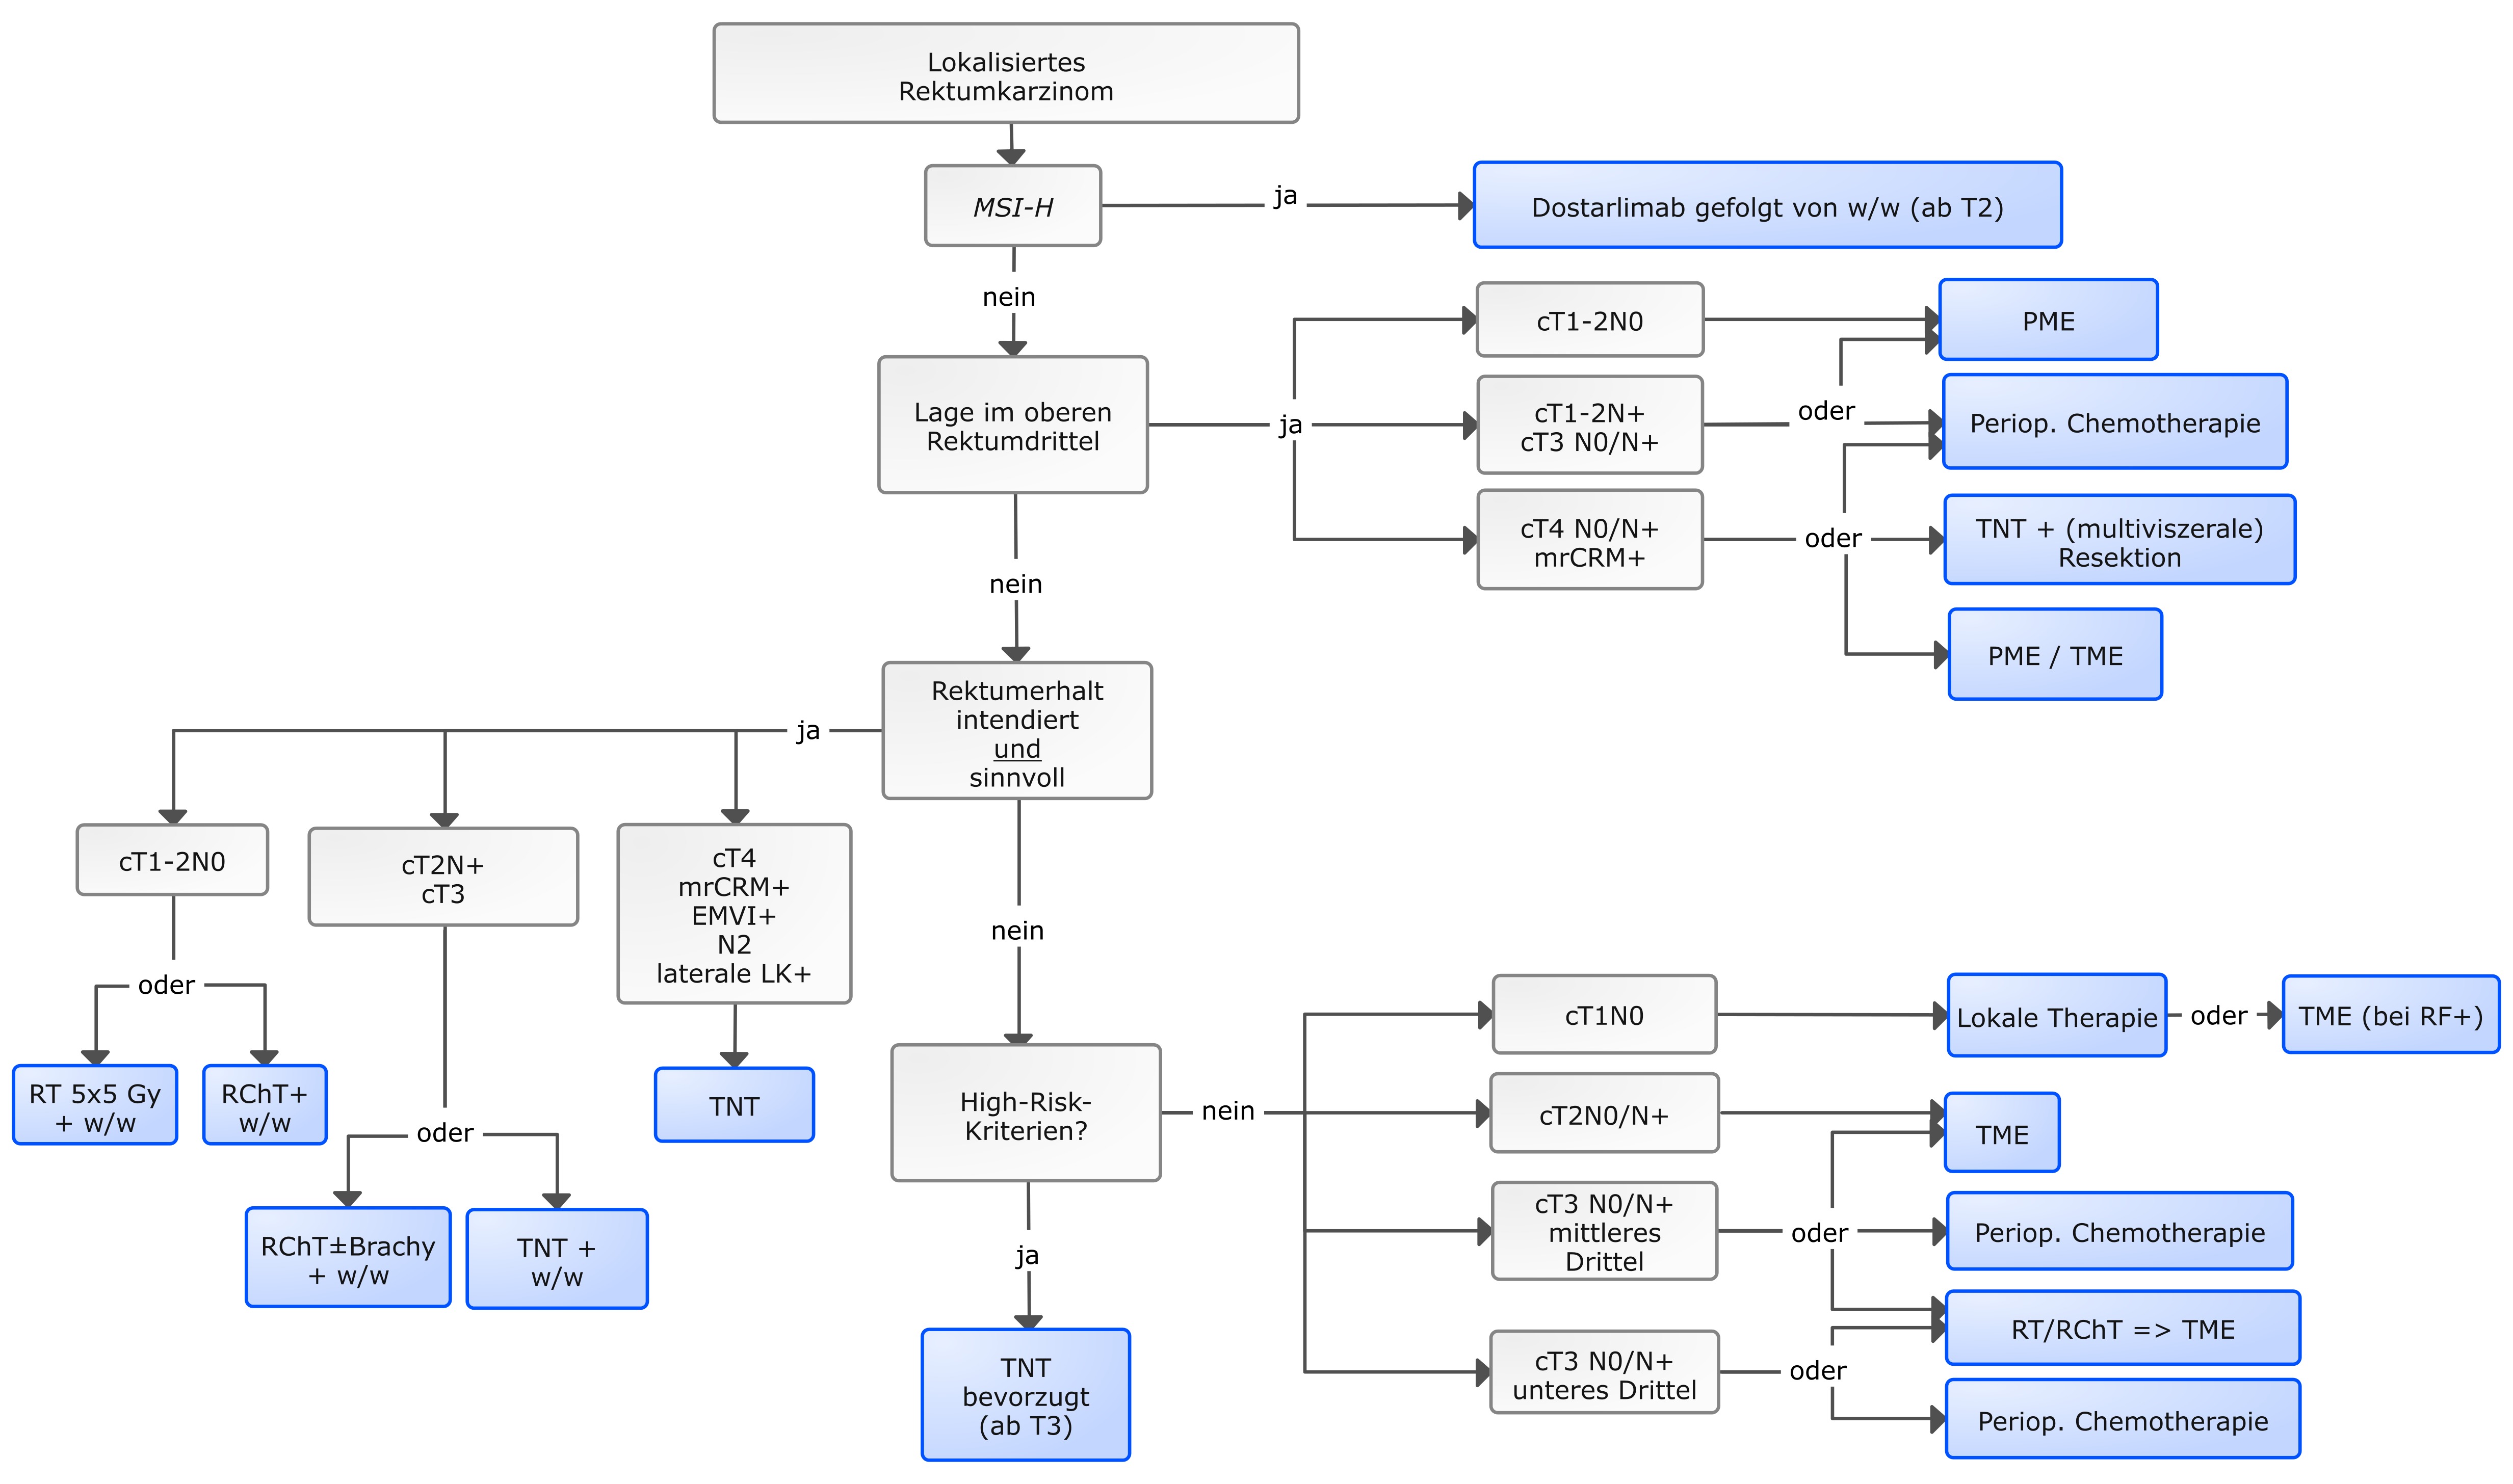 Lokalisiertes
Rektumkarzinom
MSI-H
ja
Dostarlimab gefolgt von w/w (ab T2)
nein
Lage im oberen
Rektumdrittel
ja
cT1-2N0
PME
cT1-2N+
cT3 N0/N+
oder
Periop. Chemotherapie
cT4 N0/N+
mrCRM+
oder
TNT + (multiviszerale)
Resektion
PME / TME
nein
Rektumerhalt
intendiert
und
sinnvoll
ja
cT1-2N0
oder
RT 5x5 Gy
+ w/w
RChT+
w/w
cT2N+
cT3
oder
RChT±Brachy
+ w/w
TNT +
w/w
cT4
mrCRM+
EMVI+
N2
laterale LK+
TNT
nein
High-Risk-
Kriterien?
nein
cT1N0
Lokale Therapie
oder
TME (bei RF+)
cT2N0/N+
TME
cT3 N0/N+
mittleres
Drittel
oder
Periop. Chemotherapie
RT/RChT => TME
cT3 N0/N+
unteres Drittel
oder
Periop. Chemotherapie
ja
TNT
bevorzugt
(ab T3)